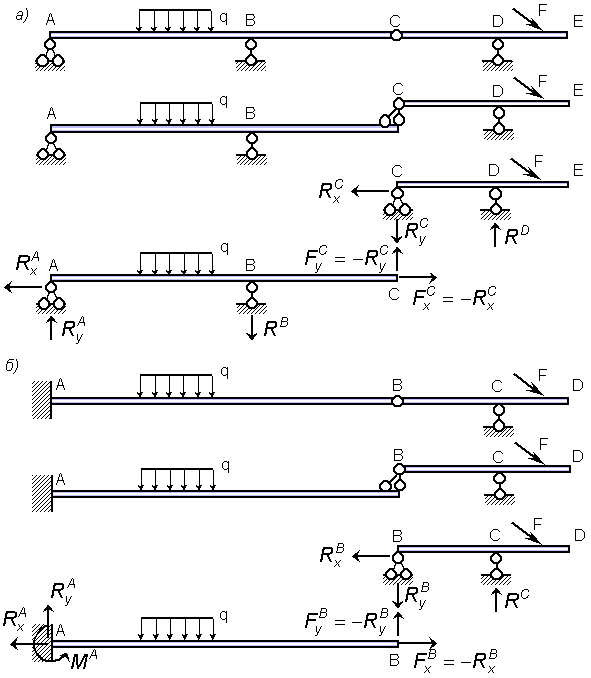 а)
A q B C D F E
A q B C D F E
C D F E
R_x^C R_y^C R^D
A q B F_y^C = -R_y^C
R_x^A C F_x^C = -R_x^C
R_y^A R^B
б)
A q B C F D
A q B C F D
B C F D
R_x^B R_y^B R^C
R_y^A q F_y^B = -R_y^B
R_x^A A
M^A B F_x^B = -R_x^B